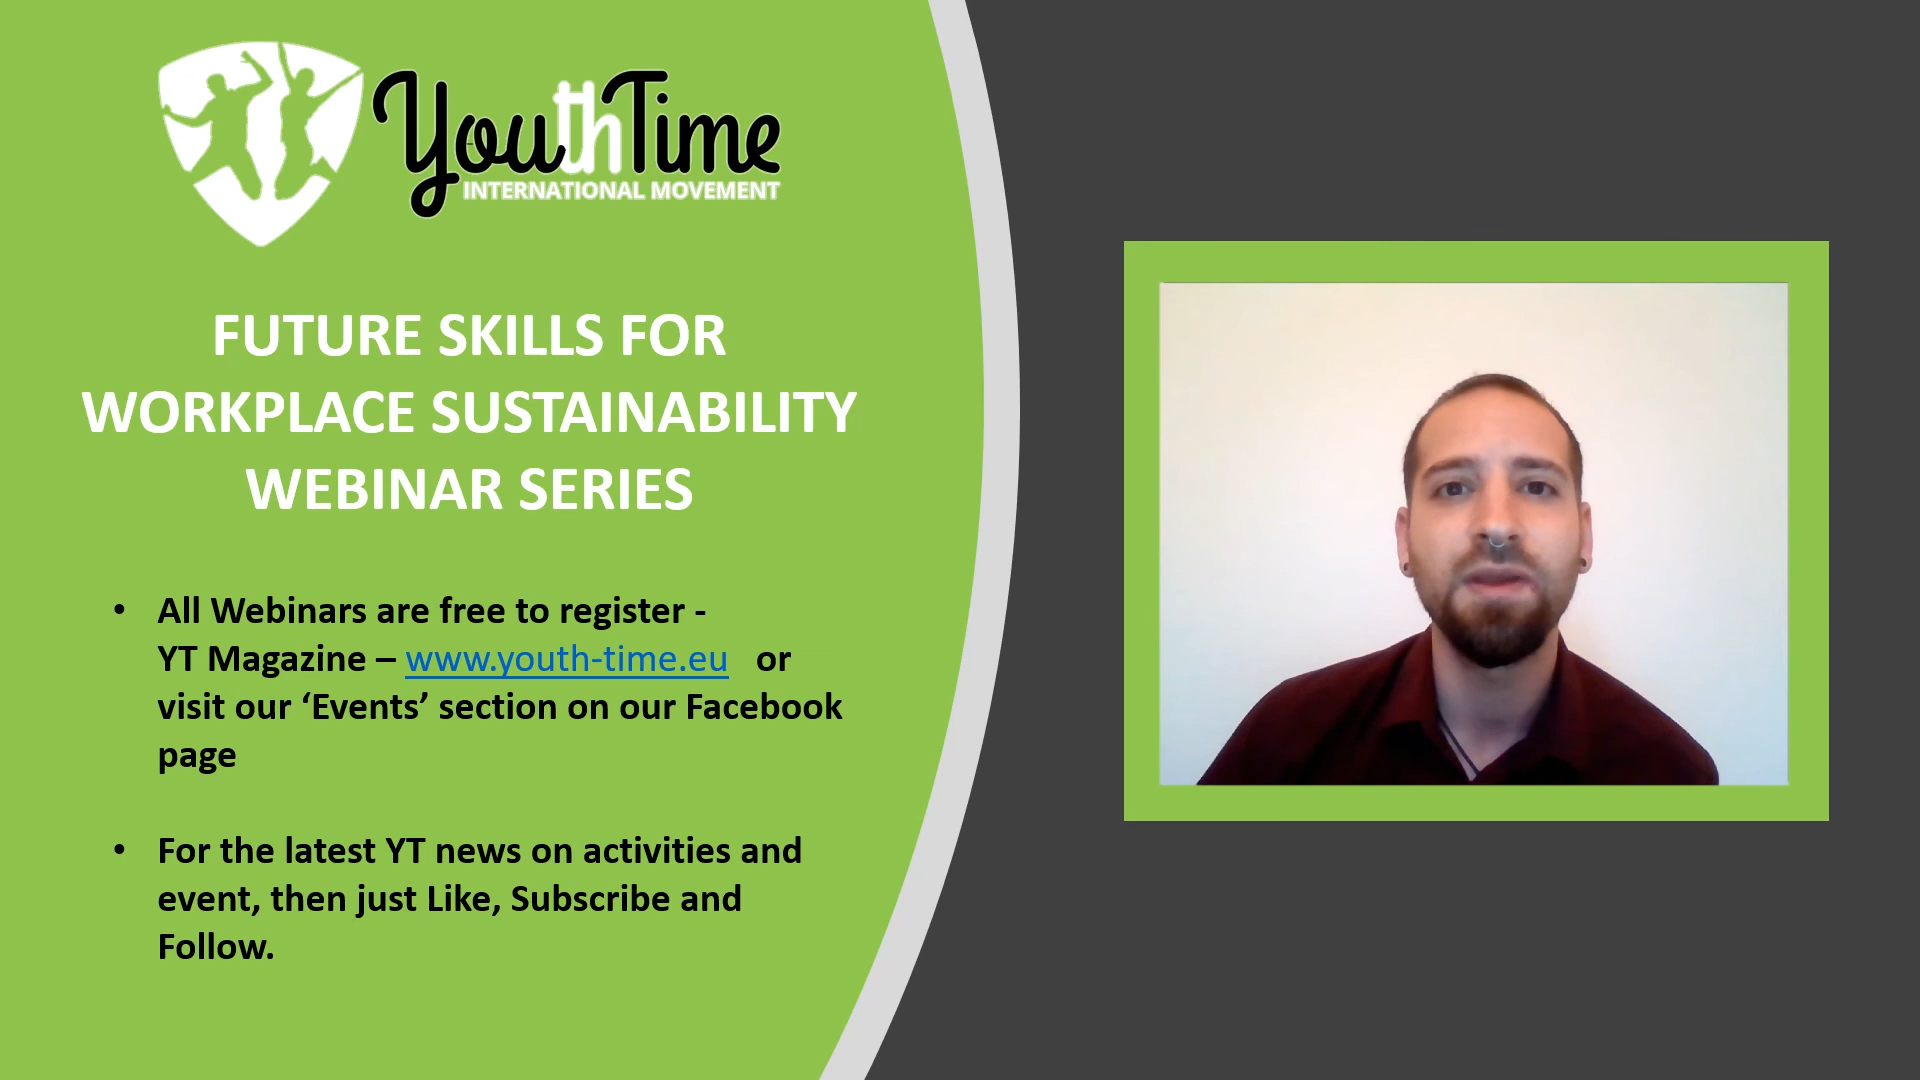 YouthTime
INTERNATIONAL MOVEMENT
FUTURE SKILLS FOR
WORKPLACE SUSTAINABILITY
WEBINAR SERIES
• All Webinars are free to register -
YT Magazine – www.youth-time.eu or
visit our ‘Events’ section on our Facebook
page
• For the latest YT news on activities and
event, then just Like, Subscribe and
Follow.